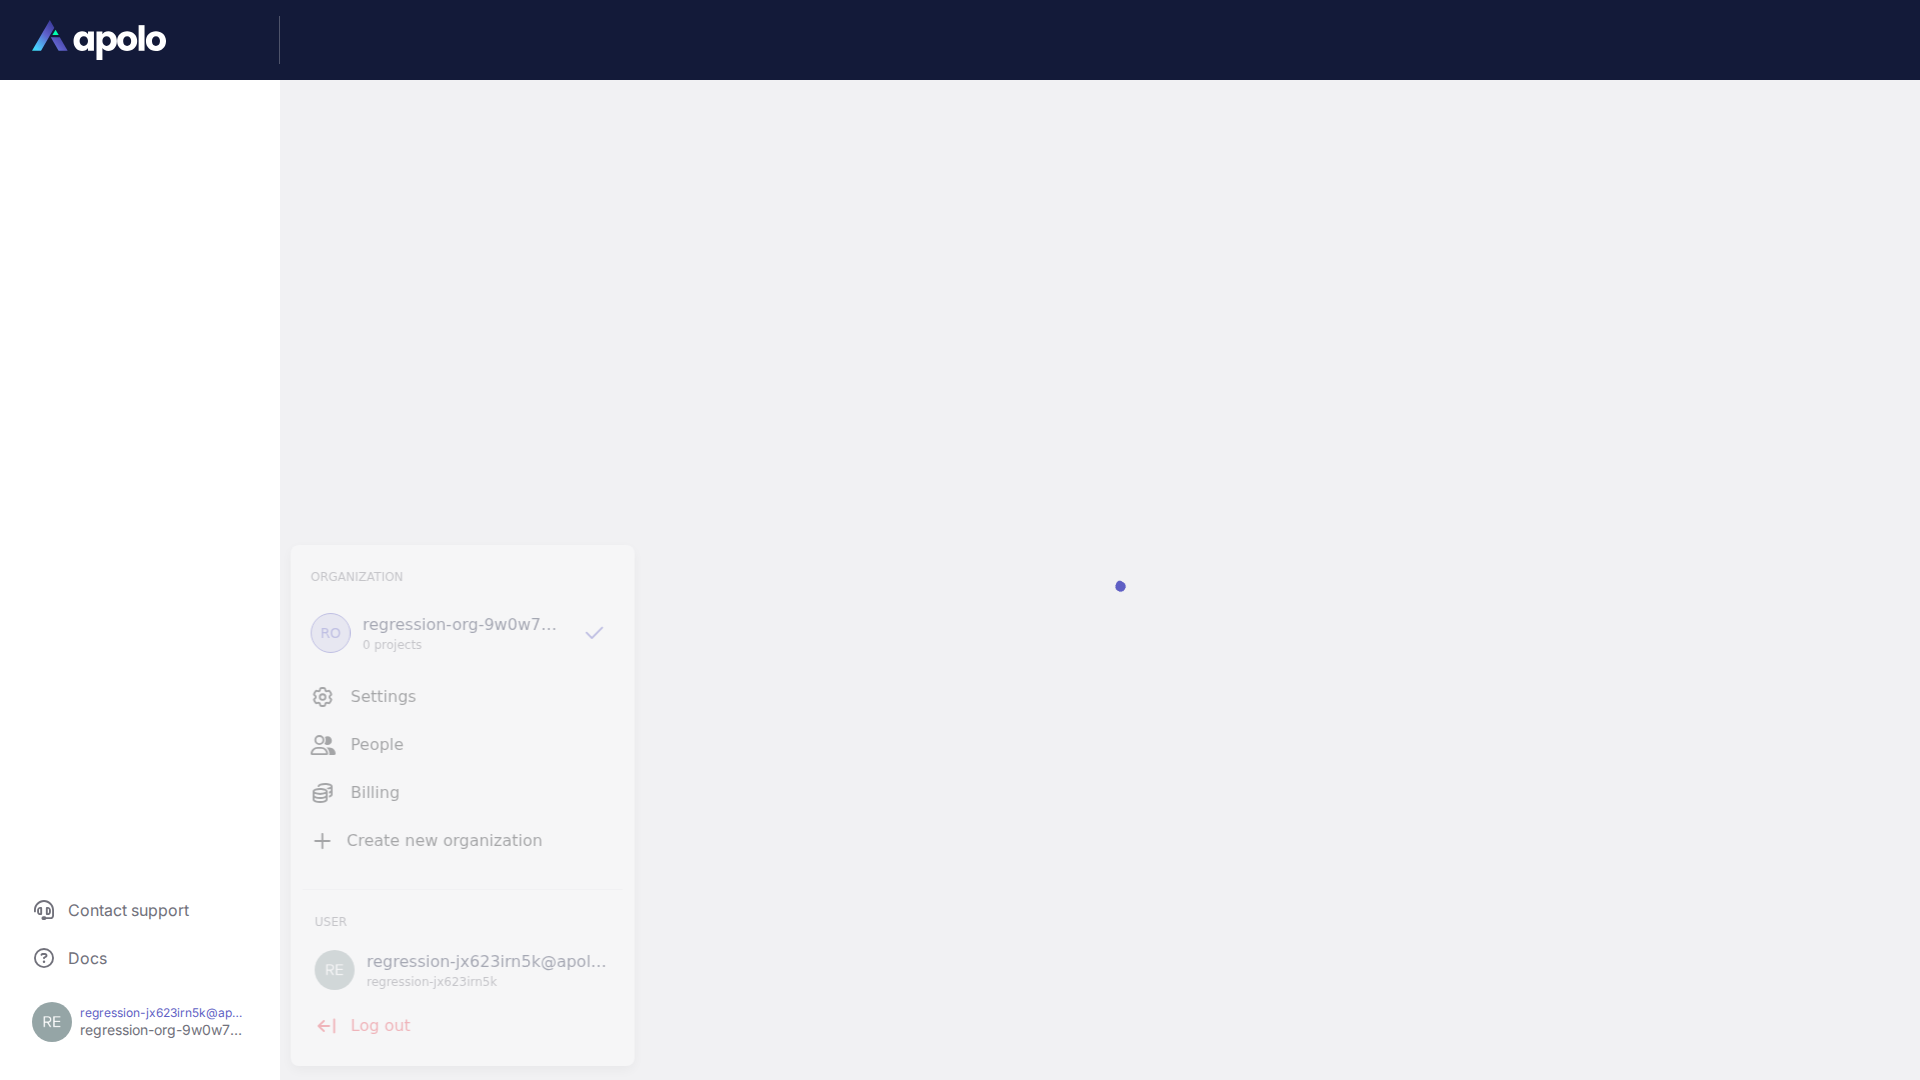 apolo
ORGANIZATION
RO
regression-org-9w0w7...
0 projects
Settings
People
Billing
Create new organization
USER
RE
regression-jx623irn5k@apol...
regression-jx623irn5k
Log out
Contact support
Docs
RE
regression-jx623irn5k@ap...
regression-org-9w0w7...